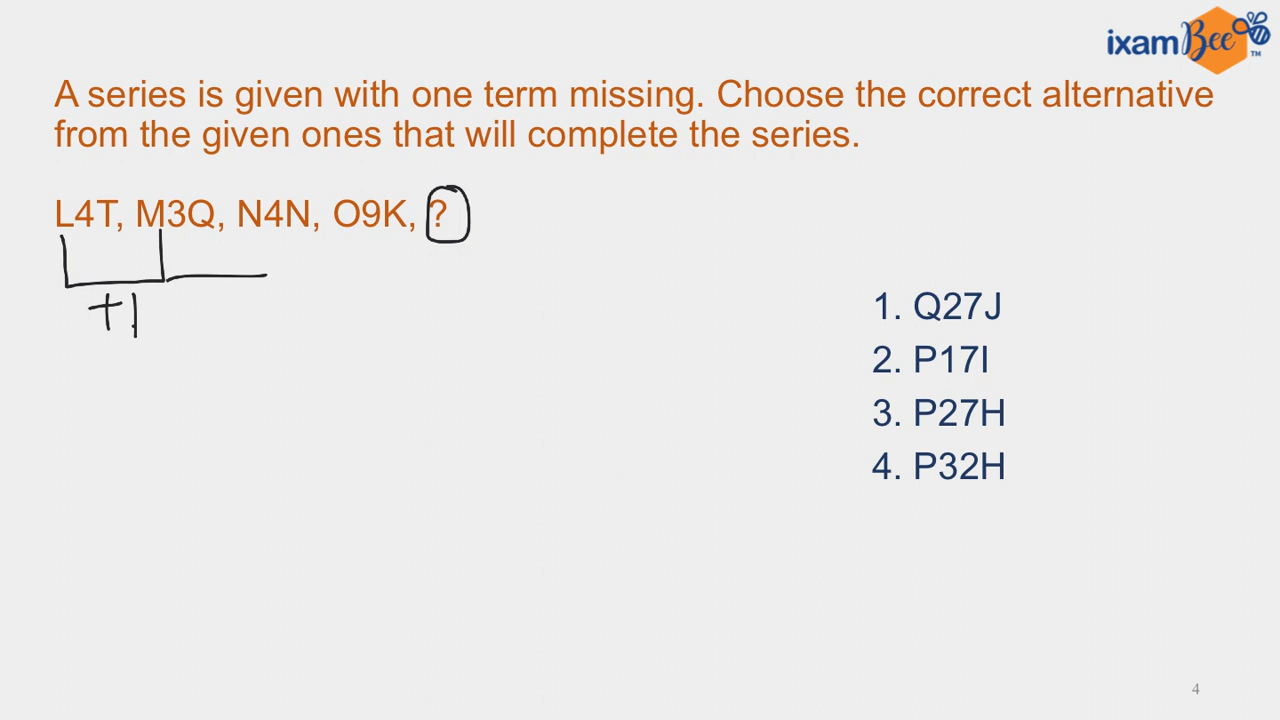 ixamBee™
A series is given with one term missing. Choose the correct alternative
from the given ones that will complete the series.
L4T, M3Q, N4N, O9K, ?
+1
1. Q27J
2. P17I
3. P27H
4. P32H
4